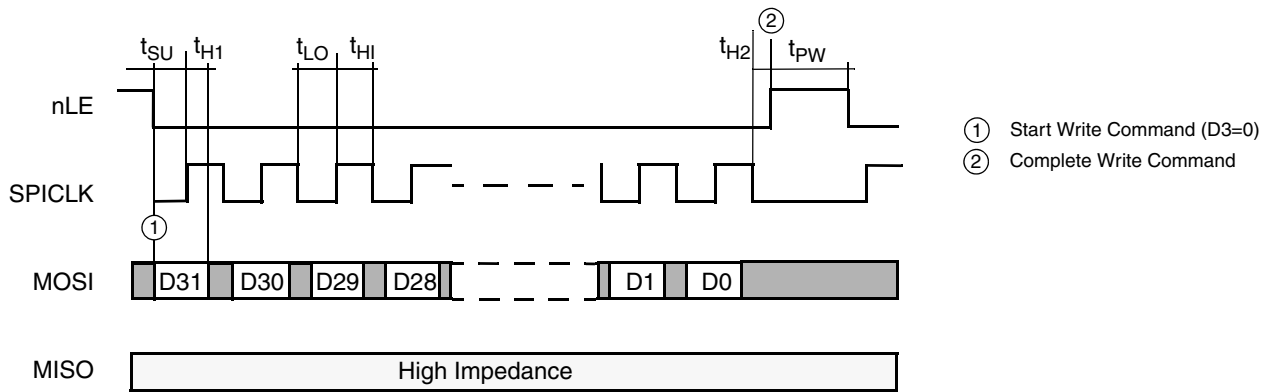 ②
tSU tH1 tLO tHI tH2 tPW
nLE
① Start Write Command (D3=0)
② Complete Write Command
SPICLK
①
MOSI D31 D30 D29 D28 D1 D0
MISO High Impedance